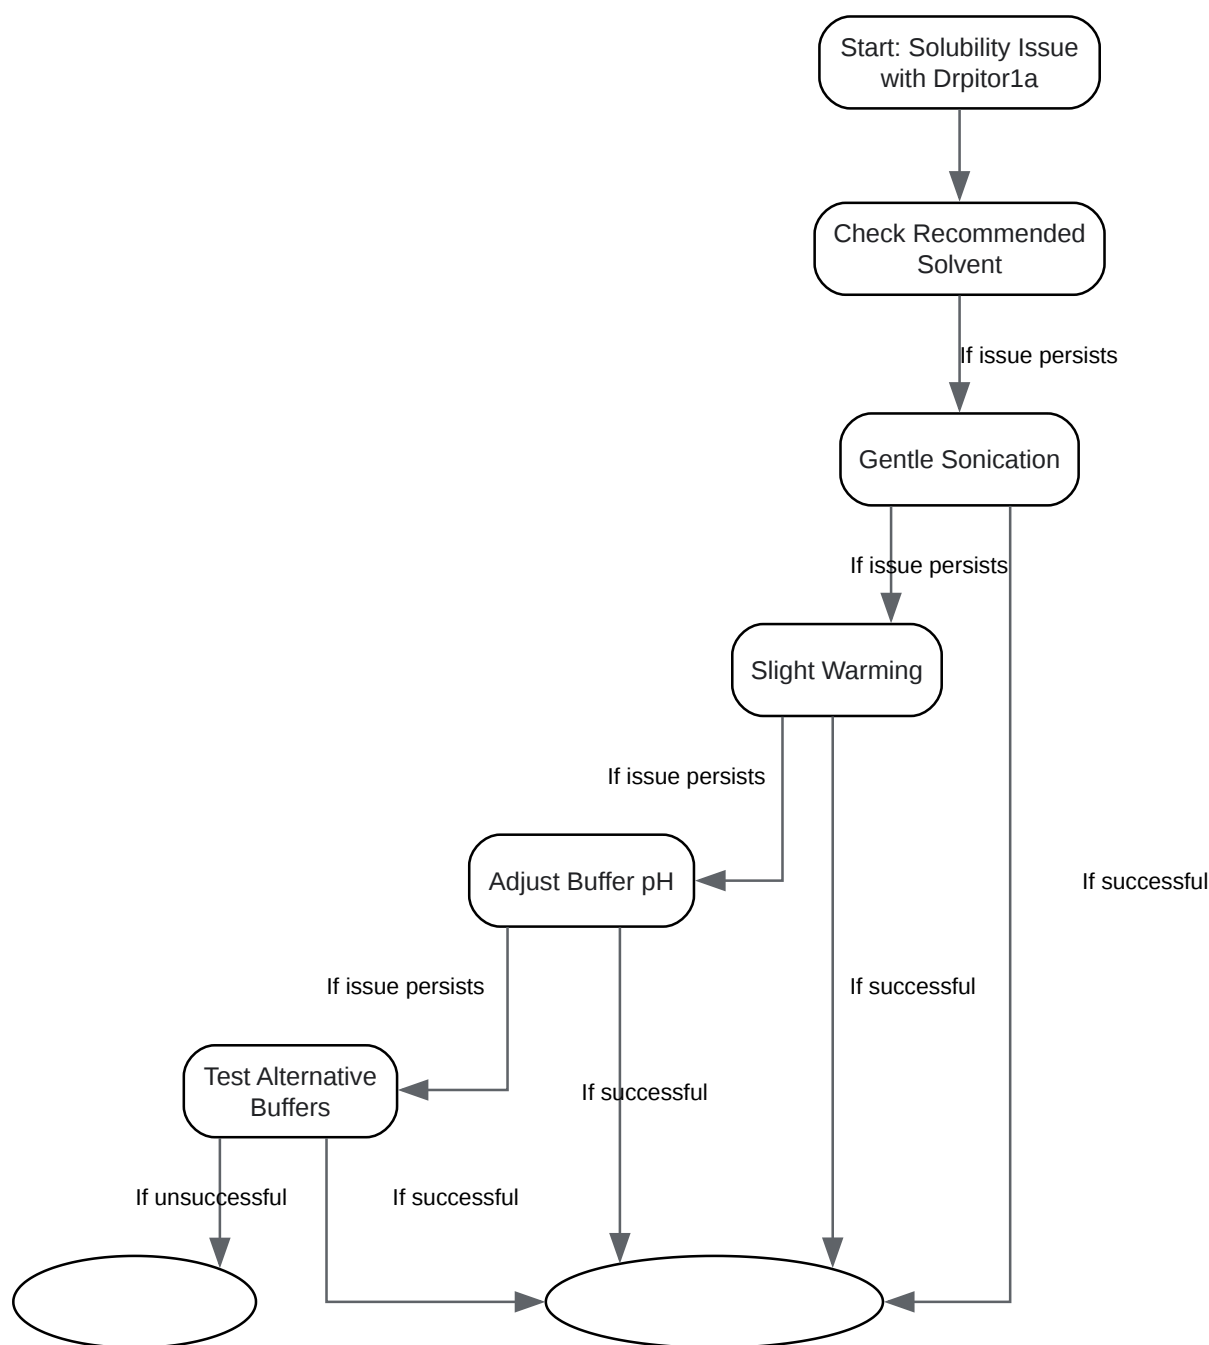 Start: Solubility Issue
with Drpitor1a
Check Recommended
Solvent
If issue persists
Gentle Sonication
If issue persists
Slight Warming
If issue persists
Adjust Buffer pH
If successful
If issue persists
If successful
Test Alternative
Buffers
If successful
If unsuccessful
If successful